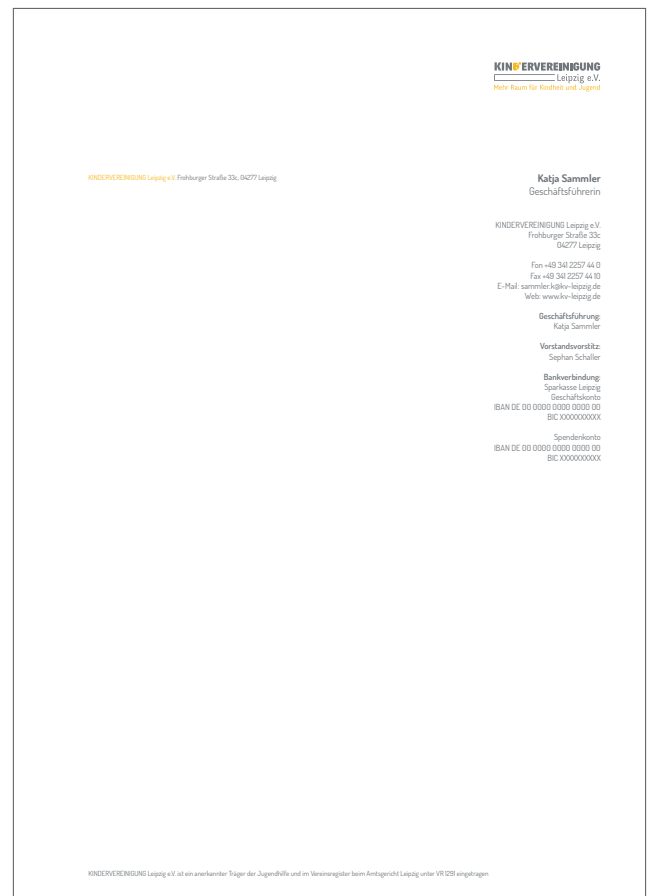 KINDERVEREINIGUNG
Leipzig e.V.
Mehr Raum für Kindheit und Jugend
KINDERVEREINIGUNG Leipzig e.V. Frohburger Straße 33c, 04277 Leipzig
Katja Sammler
Geschäftsführerin
KINDERVEREINIGUNG Leipzig e.V.
Frohburger Straße 33c
04277 Leipzig
Fon +49 341 2257 44 0
Fax +49 341 2257 44 10
E-Mail: sammler.k@kv-leipzig.de
Web: www.kv-leipzig.de
Geschäftsführung:
Katja Sammler
Vorstandsvorstitz:
Sephan Schaller
Bankverbindung:
Sparkasse Leipzig
Geschäftskonto
IBAN DE 00 0000 0000 0000 00
BIC XXXXXXXXXX
Spendenkonto
IBAN DE 00 0000 0000 0000 00
BIC XXXXXXXXXX
KINDERVEREINIGUNG Leipzig e.V. ist ein anerkannter Träger der Jugendhilfe und im Vereinsregister beim Amtsgericht Leipzig unter VR 1291 eingetragen